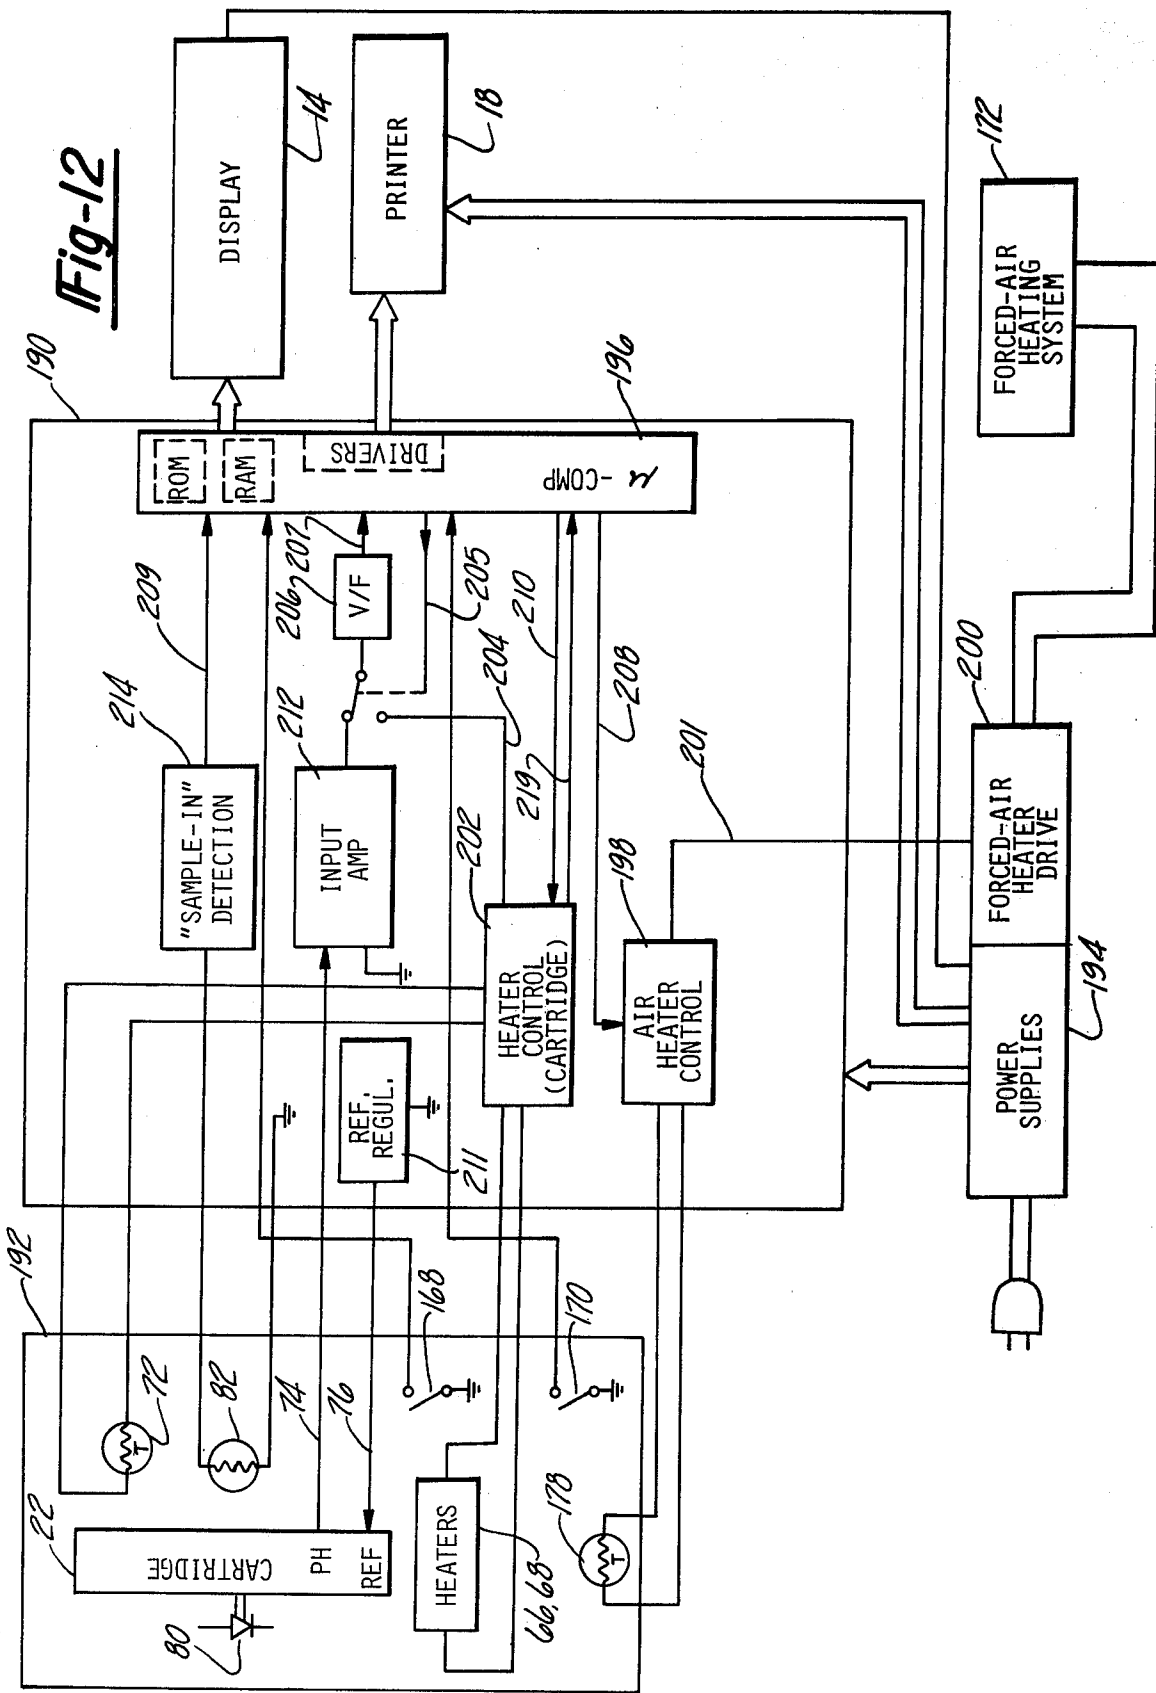 Fig-12
DISPLAY
14
PRINTER
18
190
ROM
RAM
DRIVERS
μ-COMP
196
209
214
"SAMPLE-IN"
DETECTION
206
207
V/F
205
212
INPUT
AMP
204
210
219
208
202
HEATER
CONTROL
(CARTRIDGE)
REF.
REGUL.
211
198
AIR
HEATER
CONTROL
201
192
72
T
82
74
76
22
CARTRIDGE
PH
REF
80
168
170
HEATERS
66,68
178
T
172
FORCED-AIR
HEATING
SYSTEM
200
FORCED-AIR
HEATER
DRIVE
POWER
SUPPLIES
194